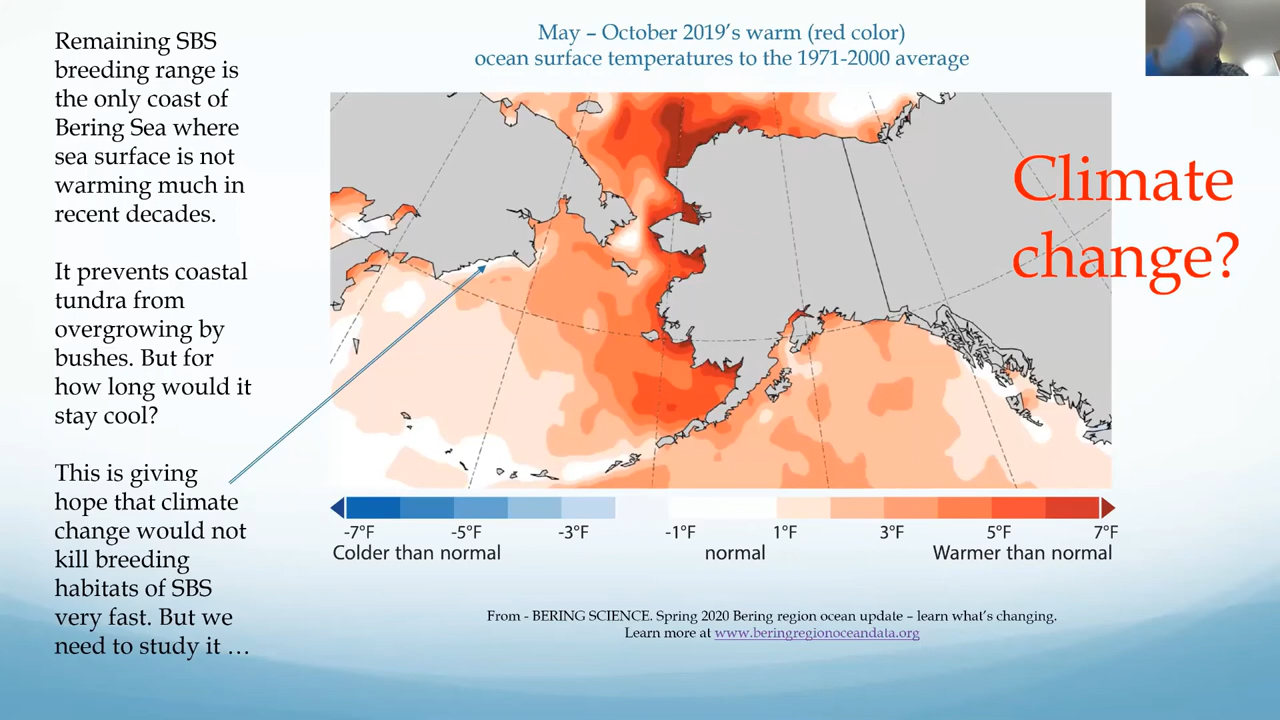 Remaining SBS
breeding range is
the only coast of
Bering Sea where
sea surface is not
warming much in
recent decades.
It prevents coastal
tundra from
overgrowing by
bushes. But for
how long would it
stay cool?
This is giving
hope that climate
change would not
kill breeding
habitats of SBS
very fast. But we
need to study it …
May – October 2019’s warm (red color)
ocean surface temperatures to the 1971-2000 average
Climate
change?
-7°F -5°F -3°F -1°F 1°F 3°F 5°F 7°F
Colder than normal normal Warmer than normal
From - BERING SCIENCE. Spring 2020 Bering region ocean update – learn what’s changing.
Learn more at www.beringregionoceandata.org